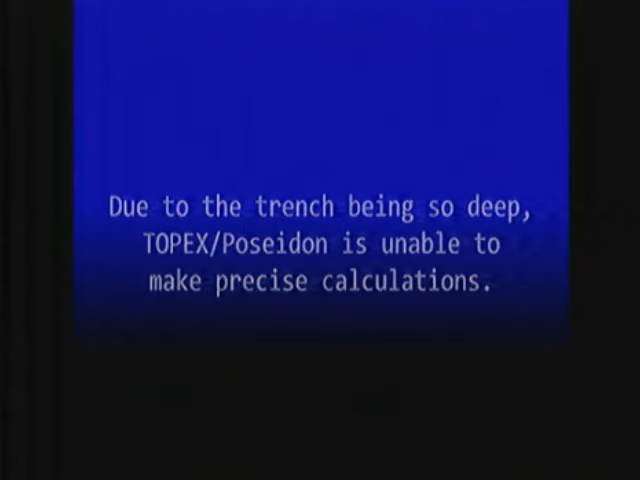 Due to the trench being so deep,
TOPEX/Poseidon is unable to
make precise calculations.